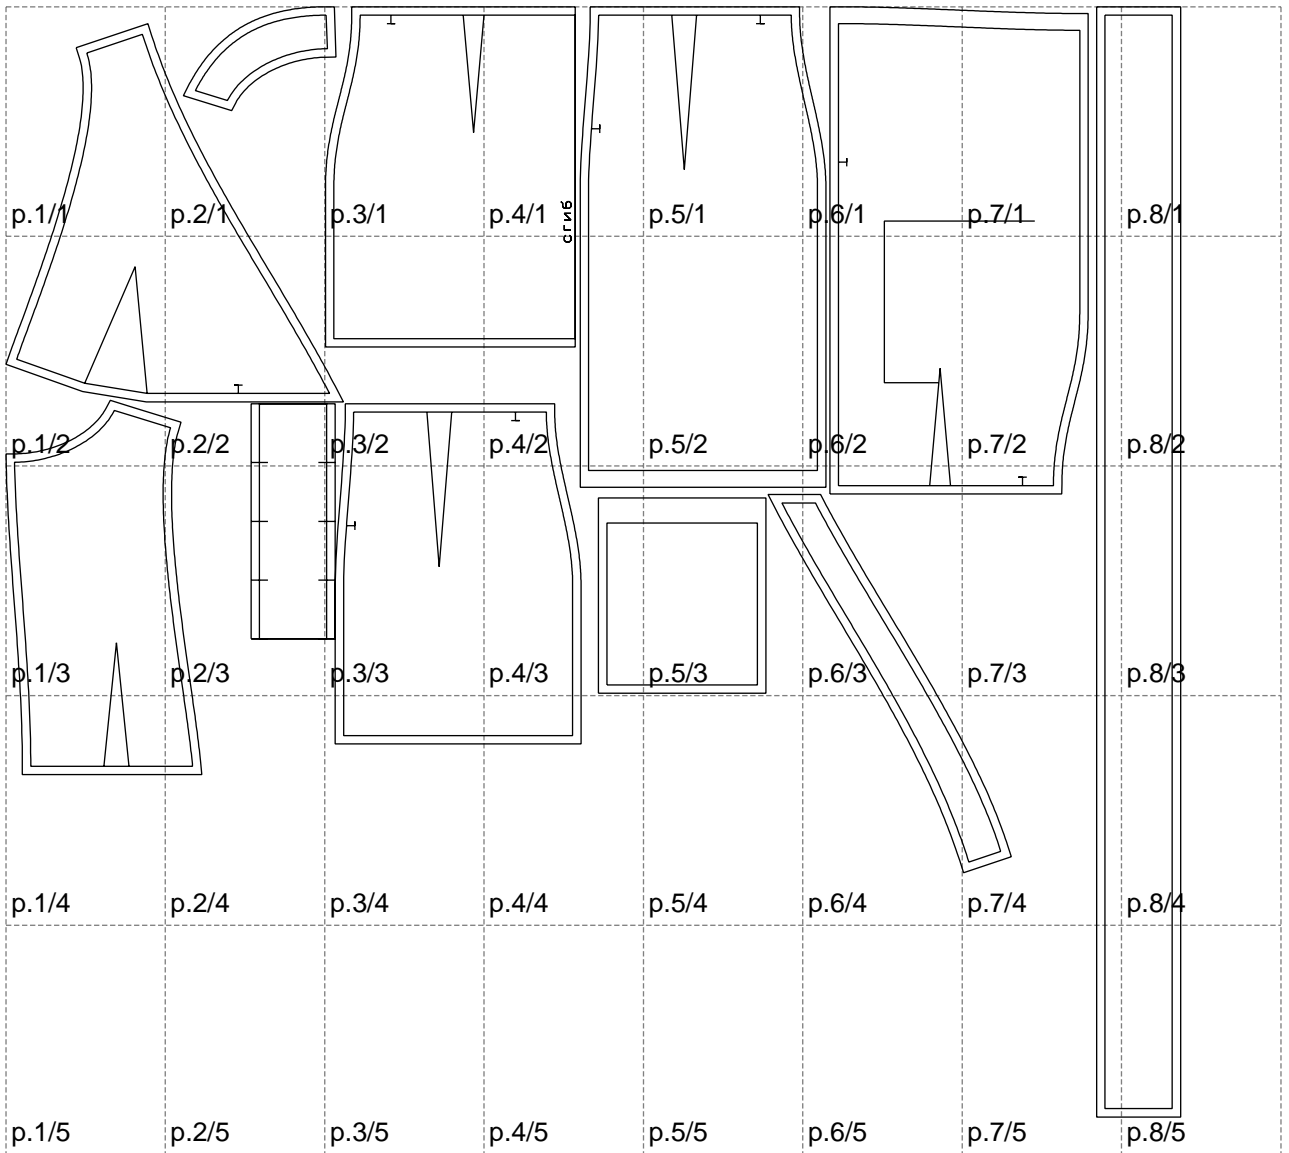 p.1/1 p.2/1 p.3/1 p.4/1 сгиб p.5/1 p.6/1 p.7/1 p.8/1
p.1/2 p.2/2 p.3/2 p.4/2 p.5/2 p.6/2 p.7/2 p.8/2
p.1/3 p.2/3 p.3/3 p.4/3 p.5/3 p.6/3 p.7/3 p.8/3
p.1/4 p.2/4 p.3/4 p.4/4 p.5/4 p.6/4 p.7/4 p.8/4
p.1/5 p.2/5 p.3/5 p.4/5 p.5/5 p.6/5 p.7/5 p.8/5